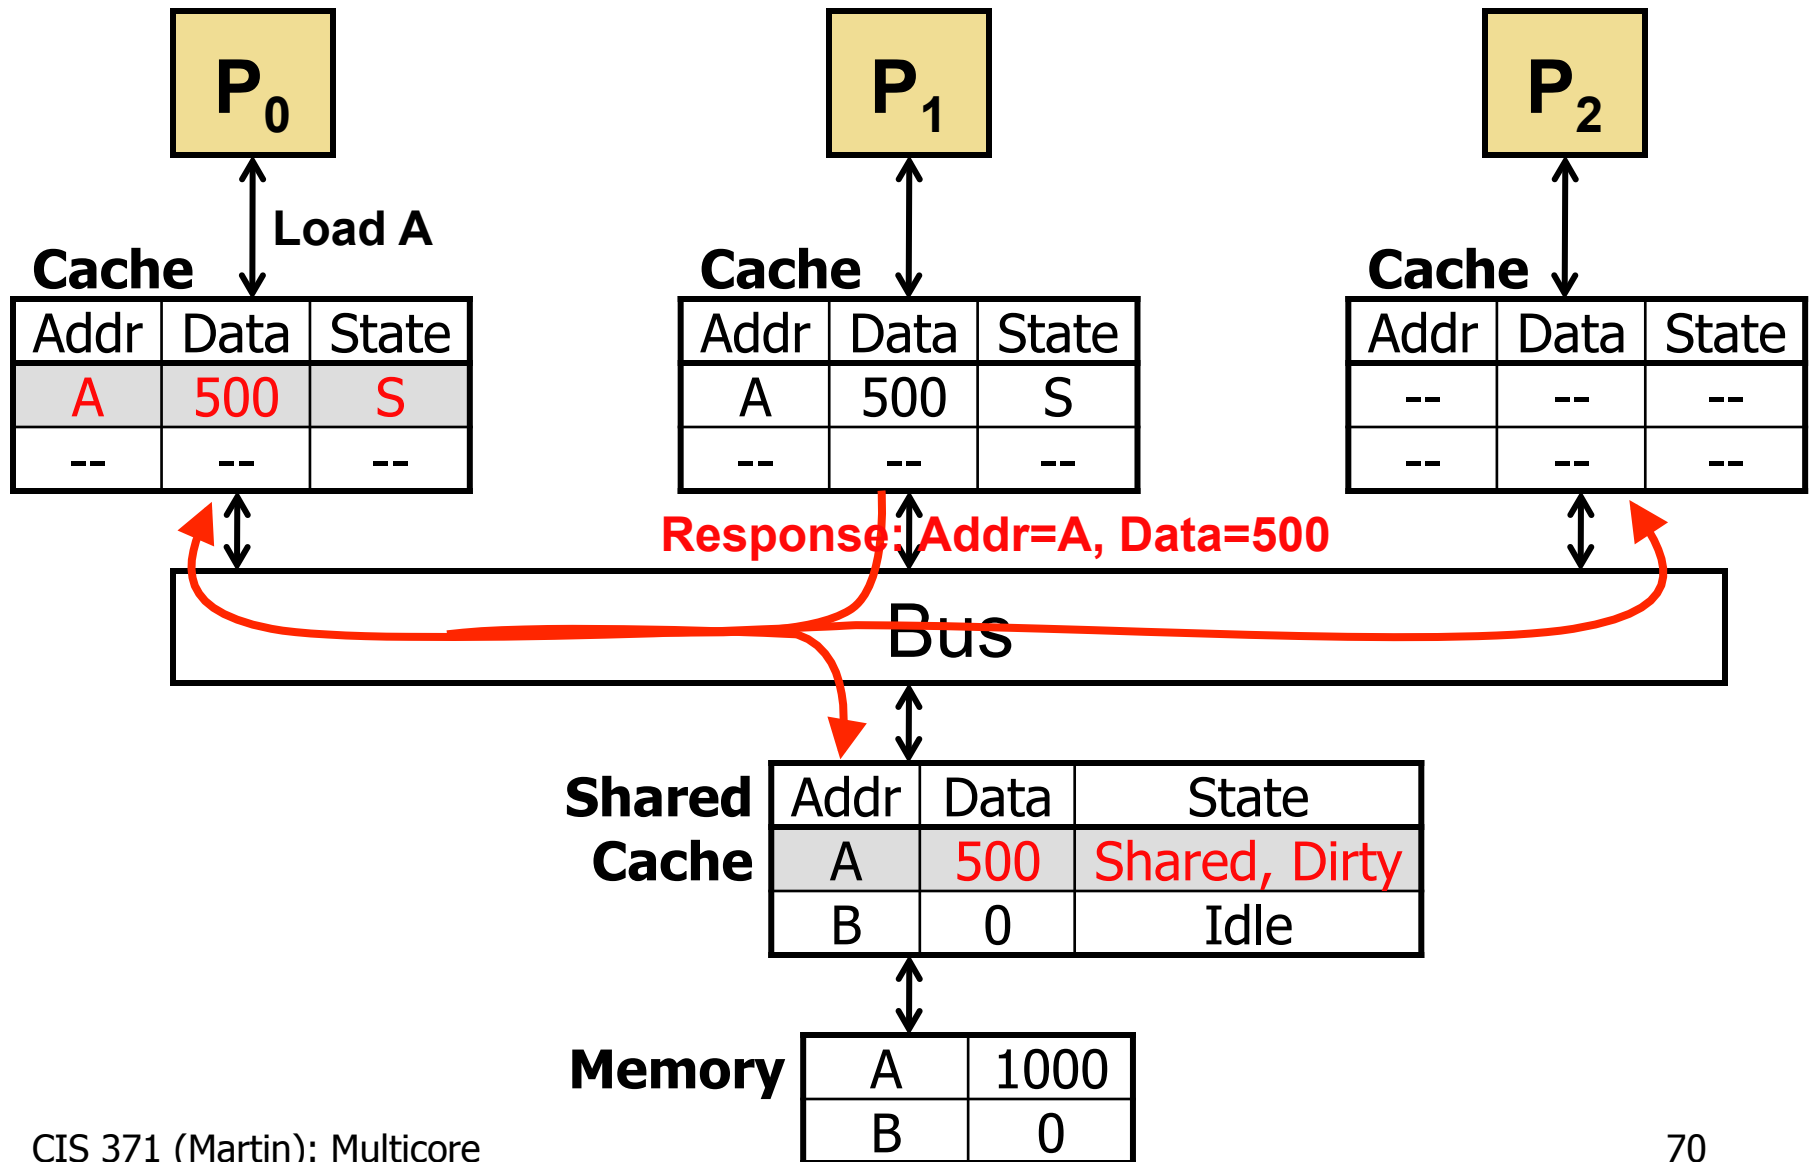 P0 P1 P2
Load A
Cache Cache Cache
Addr Data State Addr Data State Addr Data State
A 500 S A 500 S -- -- --
-- -- -- -- -- -- -- -- --
Response: Addr=A, Data=500
Bus
Shared Addr Data State
Cache A 500 Shared, Dirty
B 0 Idle
Memory A 1000
B 0
CIS 371 (Martin): Multicore 70